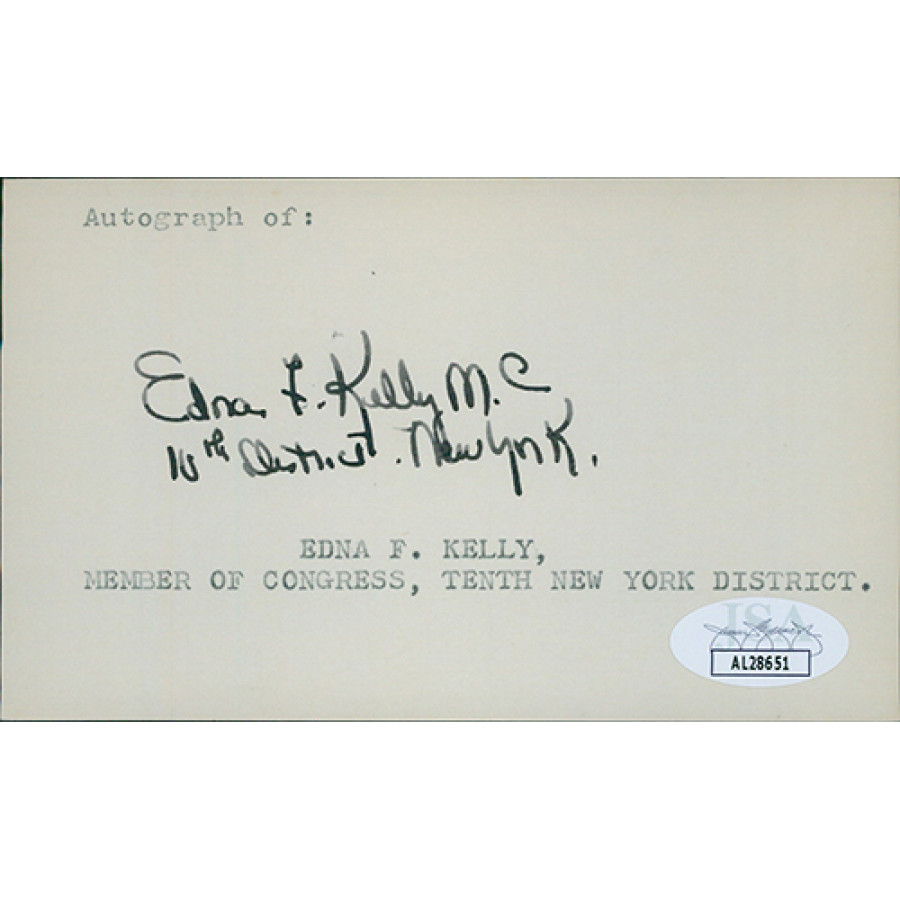 Autograph of:
Edna F. Kelly M.C
10th District. New York.
EDNA F. KELLY,
MEMBER OF CONGRESS, TENTH NEW YORK DISTRICT.
JSA
AL28651